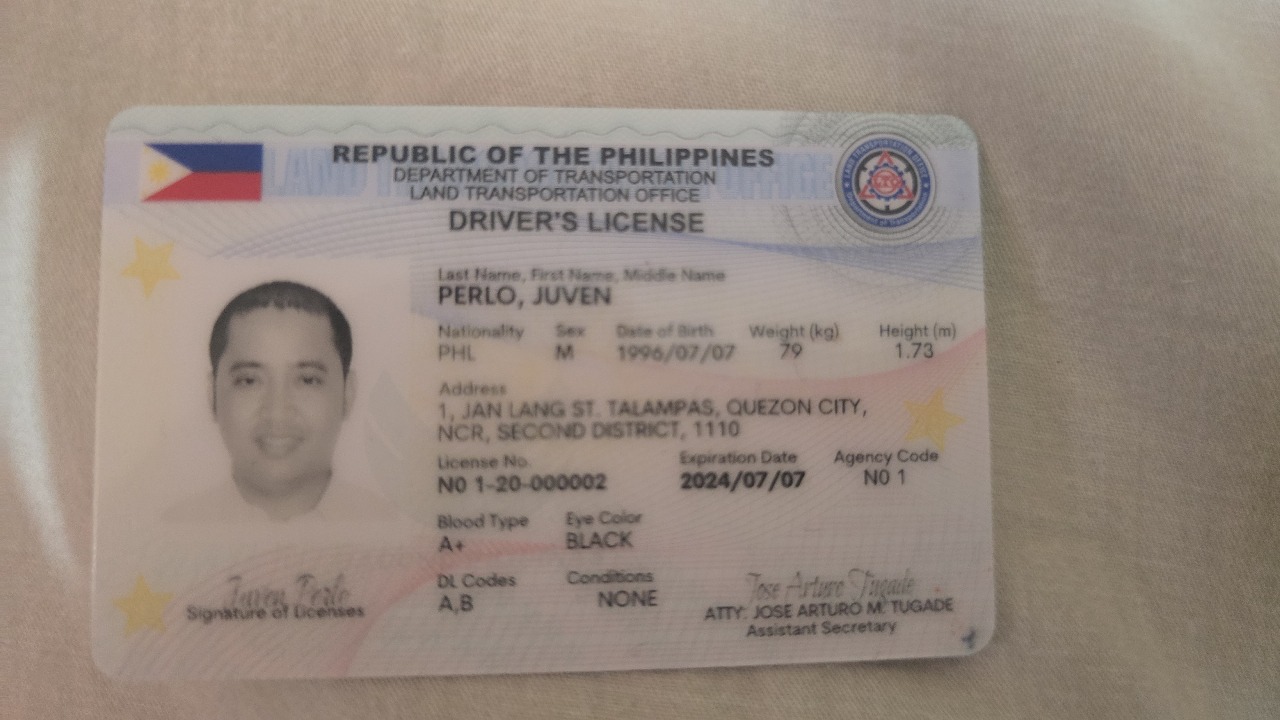 REPUBLIC OF THE PHILIPPINES
DEPARTMENT OF TRANSPORTATION
LAND TRANSPORTATION OFFICE
DRIVER'S LICENSE
Last Name, First Name, Middle Name
PERLO, JUVEN
Nationality Sex Date of Birth Weight (kg) Height (m)
PHL M 1996/07/07 79 1.73
Address
1, JAN LANG ST. TALAMPAS, QUEZON CITY,
NCR, SECOND DISTRICT, 1110
License No. Expiration Date Agency Code
N0 1-20-000002 2024/07/07 N0 1
Blood Type Eye Color
A+ BLACK
DL Codes Conditions
A,B NONE
Juven Perlo
Signature of Licenses
Jose Arturo Tugade
ATTY. JOSE ARTURO M. TUGADE
Assistant Secretary